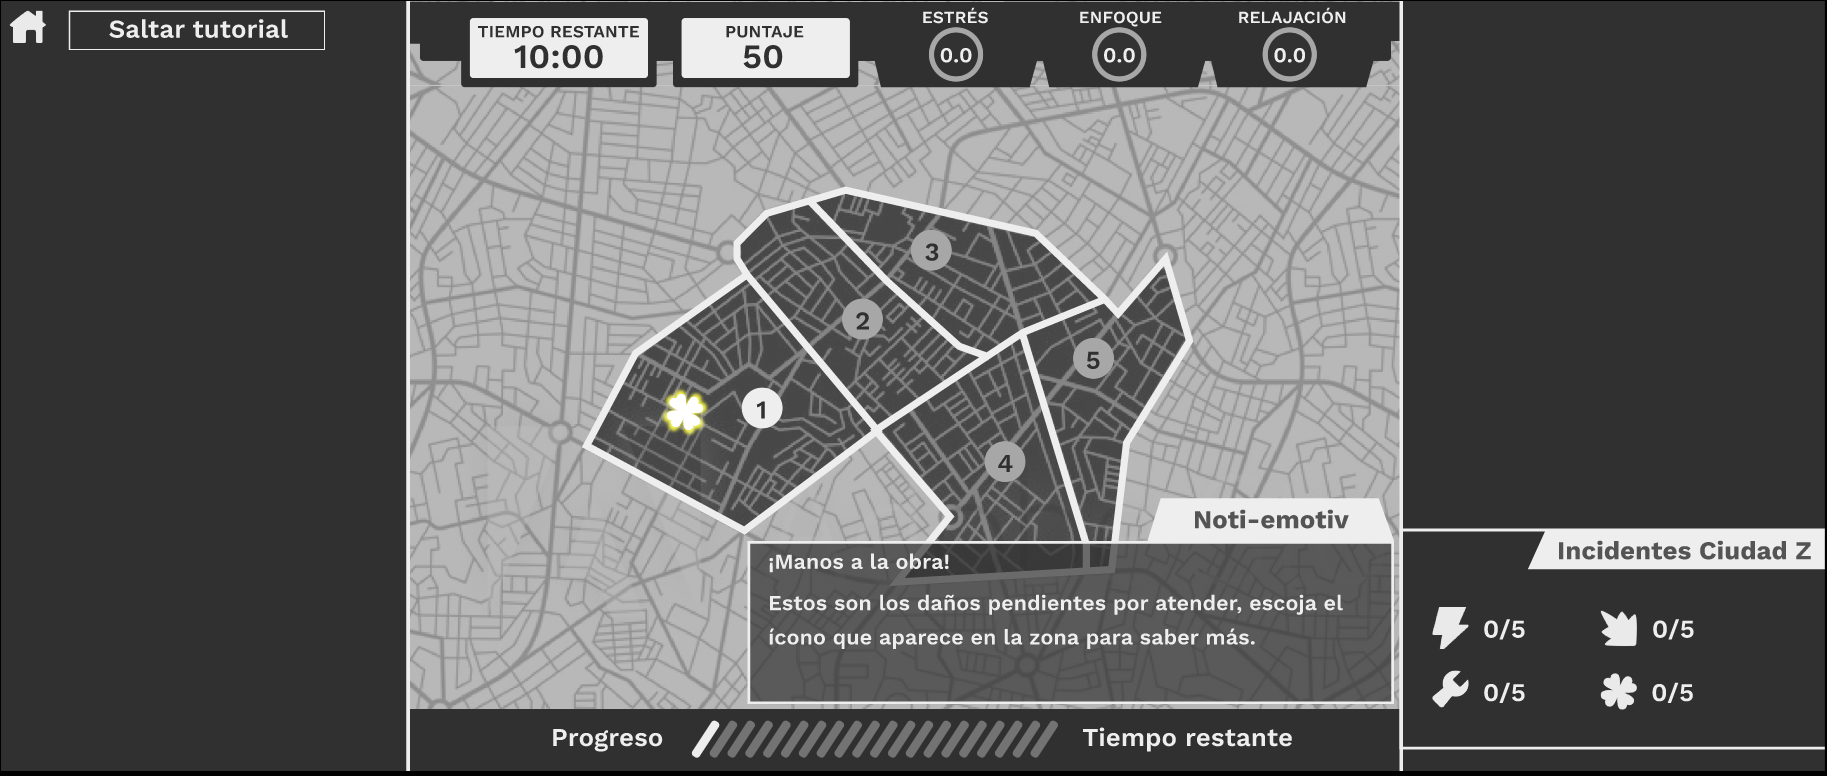 Saltar tutorial
TIEMPO RESTANTE
10:00
PUNTAJE
50
ESTRÉS
0.0
ENFOQUE
0.0
RELAJACIÓN
0.0
3
2
5
1
4
Noti-emotiv
¡Manos a la obra!
Estos son los daños pendientes por atender, escoja el
ícono que aparece en la zona para saber más.
Incidentes Ciudad Z
0/5
0/5
0/5
0/5
Progreso
Tiempo restante